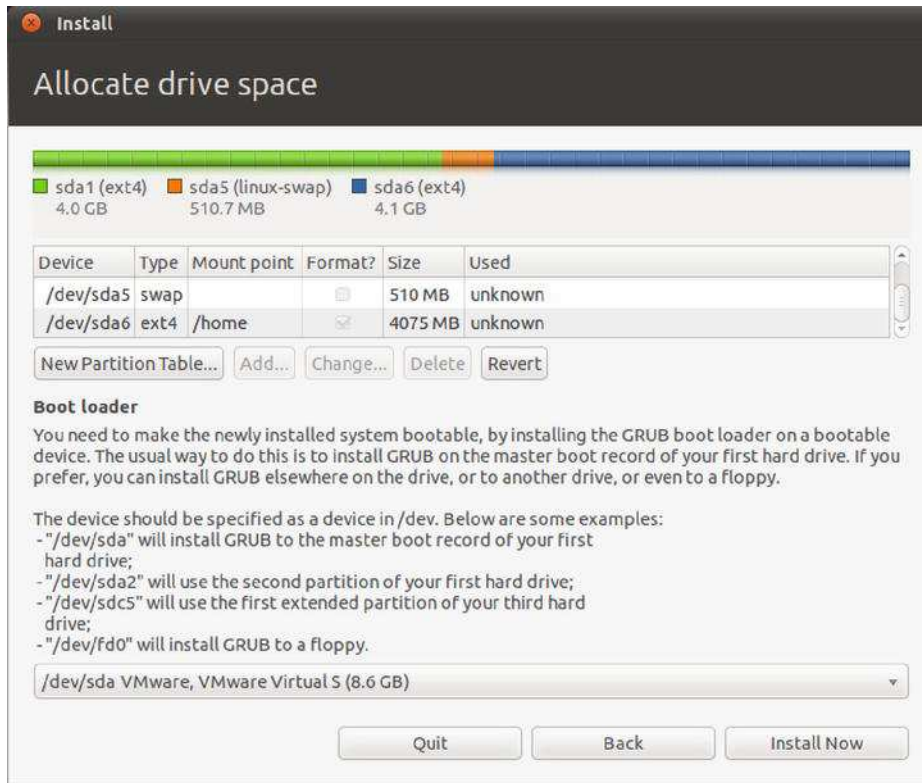 Install
Allocate drive space
sda1 (ext4) sda5 (linux-swap) sda6 (ext4)
4.0 GB 510.7 MB 4.1 GB
Device Type Mount point Format? Size Used
/dev/sda5 swap 510 MB unknown
/dev/sda6 ext4 /home 4075 MB unknown
New Partition Table... Add... Change... Delete Revert
Boot loader
You need to make the newly installed system bootable, by installing the GRUB boot loader on a bootable
device. The usual way to do this is to install GRUB on the master boot record of your first hard drive. If you
prefer, you can install GRUB elsewhere on the drive, or to another drive, or even to a floppy.
The device should be specified as a device in /dev. Below are some examples:
- "/dev/sda" will install GRUB to the master boot record of your first
hard drive;
- "/dev/sda2" will use the second partition of your first hard drive;
- "/dev/sdc5" will use the first extended partition of your third hard
drive;
- "/dev/fd0" will install GRUB to a floppy.
/dev/sda VMware, VMware Virtual S (8.6 GB)
Quit Back Install Now